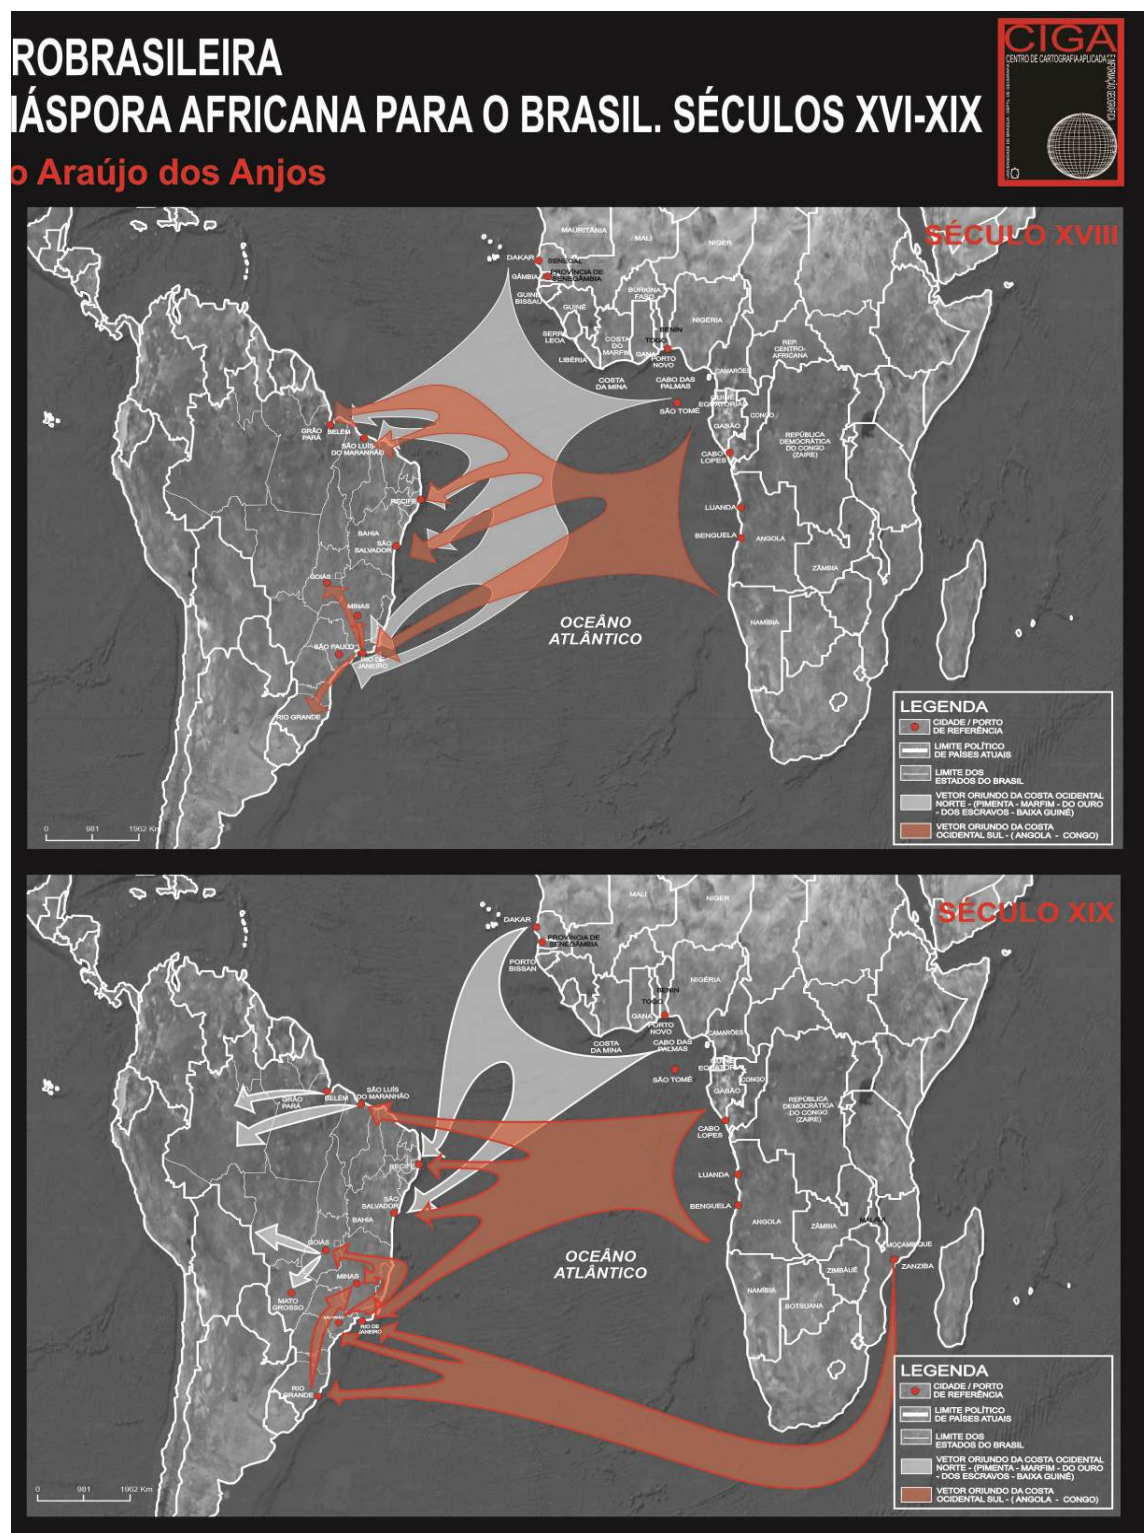 ROBRASILEIRA
IÁSPORA AFRICANA PARA O BRASIL. SÉCULOS XVI-XIX
o Araújo dos Anjos
CIGA
CENTRO DE CARTOGRAFIA APLICADA
E INFORMAÇÃO GEOGRÁFICA
SÉCULO XVIII
MAURITÂNIA
MALI
NIGER
DAKAR
SENEGAL
GÂMBIA
PROVÍNCIA DE
SENEGÂMBIA
GUINÉ
BISSAU
GUINÉ
BURKINA
FASO
NIGÉRIA
SERRA
LEOA
COSTA
DO
MARFIM
BENIN
TOGO
GANA
LIBÉRIA
PORTO
NOVO
REP.
CENTRO-
AFRICANA
CAMARÕES
COSTA
DA MINA
CABO DAS
PALMAS
GUINÉ
EQUATORIAL
SÃO TOMÉ
CONGO
GABÃO
REPÚBLICA
DEMOCRÁTICA
DO CONGO
(ZAIRE)
CABO
LOPES
GRÃO
PARÁ
BELÉM
SÃO LUÍS
DO MARANHÃO
RECIFE
LUANDA
BENGUELA
ANGOLA
BAHIA
SÃO
SALVADOR
ZÂMBIA
GOIÁS
MINAS
OCEÂNO
ATLÂNTICO
NAMÍBIA
SÃO PAULO
RIO DE
JANEIRO
RIO GRANDE
LEGENDA
CIDADE / PORTO
DE REFERÊNCIA
LIMITE POLÍTICO
DE PAÍSES ATUAIS
LIMITE DOS
ESTADOS DO BRASIL
VETOR ORIUNDO DA COSTA OCIDENTAL
NORTE - (PIMENTA - MARFIM - DO OURO
- DOS ESCRAVOS - BAIXA GUINÉ)
VETOR ORIUNDO DA COSTA
OCIDENTAL SUL - ( ANGOLA - CONGO)
0 981 1962 Km
SÉCULO XIX
MALI
NIGER
DAKAR
PROVÍNCIA DE
SENEGÂMBIA
PORTO
BISSAN
NIGÉRIA
BENIN
TOGO
GANA
PORTO
NOVO
CAMARÕES
COSTA
DA MINA
CABO DAS
PALMAS
GUINÉ
EQUATORIAL
SÃO TOMÉ
CONGO
GABÃO
REPÚBLICA
DEMOCRÁTICA
DO CONGO
(ZAIRE)
CABO
LOPES
GRÃO
PARÁ
BELÉM
SÃO LUÍS
DO MARANHÃO
RECIFE
LUANDA
BENGUELA
SÃO
SALVADOR
BAHIA
ANGOLA
ZÂMBIA
GOIÁS
MOÇAMBIQUE
ZANZIBA
OCEÂNO
ATLÂNTICO
MINAS
ZIMBÁUÉ
MATO
GROSSO
NAMÍBIA
BOTSUANA
RIO DE
JANEIRO
RIO
GRANDE
LEGENDA
CIDADE / PORTO
DE REFERÊNCIA
LIMITE POLÍTICO
DE PAÍSES ATUAIS
LIMITE DOS
ESTADOS DO BRASIL
VETOR ORIUNDO DA COSTA OCIDENTAL
NORTE - (PIMENTA - MARFIM - DO OURO
- DOS ESCRAVOS - BAIXA GUINÉ)
VETOR ORIUNDO DA COSTA
OCIDENTAL SUL - ( ANGOLA - CONGO)
0 981 1962 Km